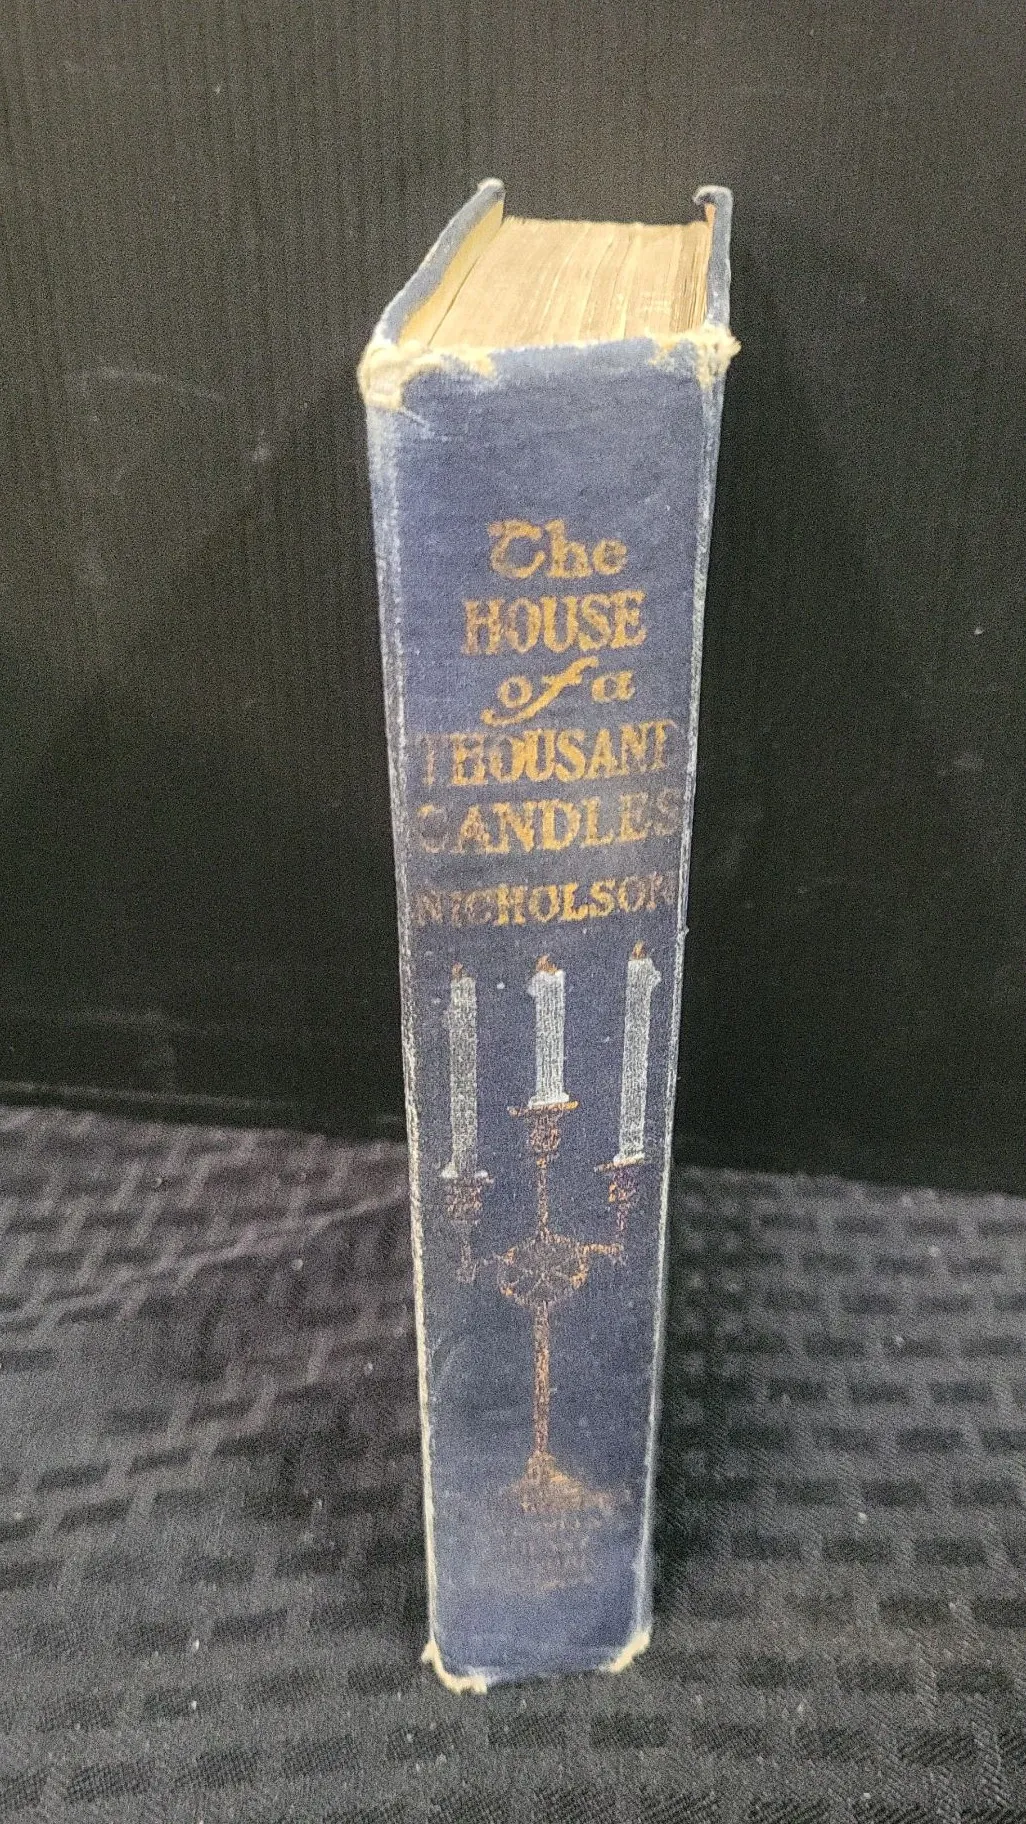 The
HOUSE
of a
THOUSAND
CANDLES
NICHOLSON